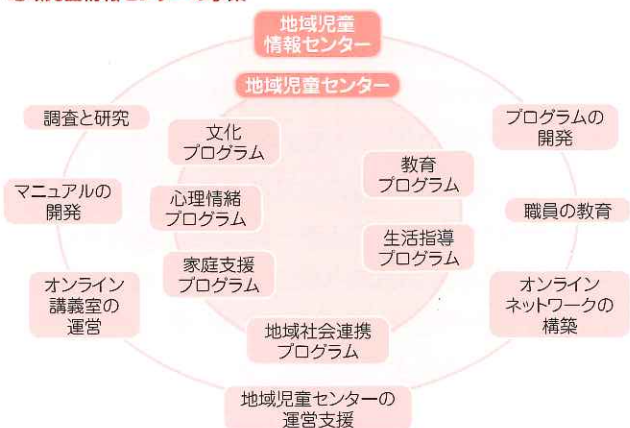 地域児童
情報センター
地域児童センター
調査と研究
文化
プログラム
プログラムの
開発
教育
プログラム
マニュアルの
開発
心理情緒
プログラム
職員の教育
生活指導
プログラム
家庭支援
プログラム
オンライン
講義室の
運営
オンライン
ネットワークの
構築
地域社会連携
プログラム
地域児童センターの
運営支援